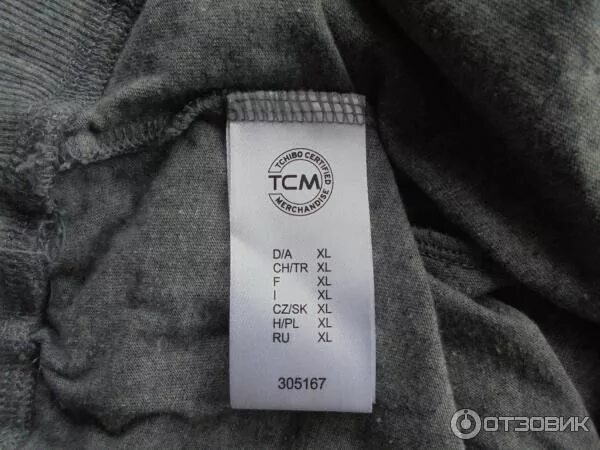 TCHIBO CERTIFIED
TCM
MERCHANDISE
D/A XL
CH/TR XL
F XL
I XL
CZ/SK XL
H/PL XL
RU XL
305167
ОТЗОВИК